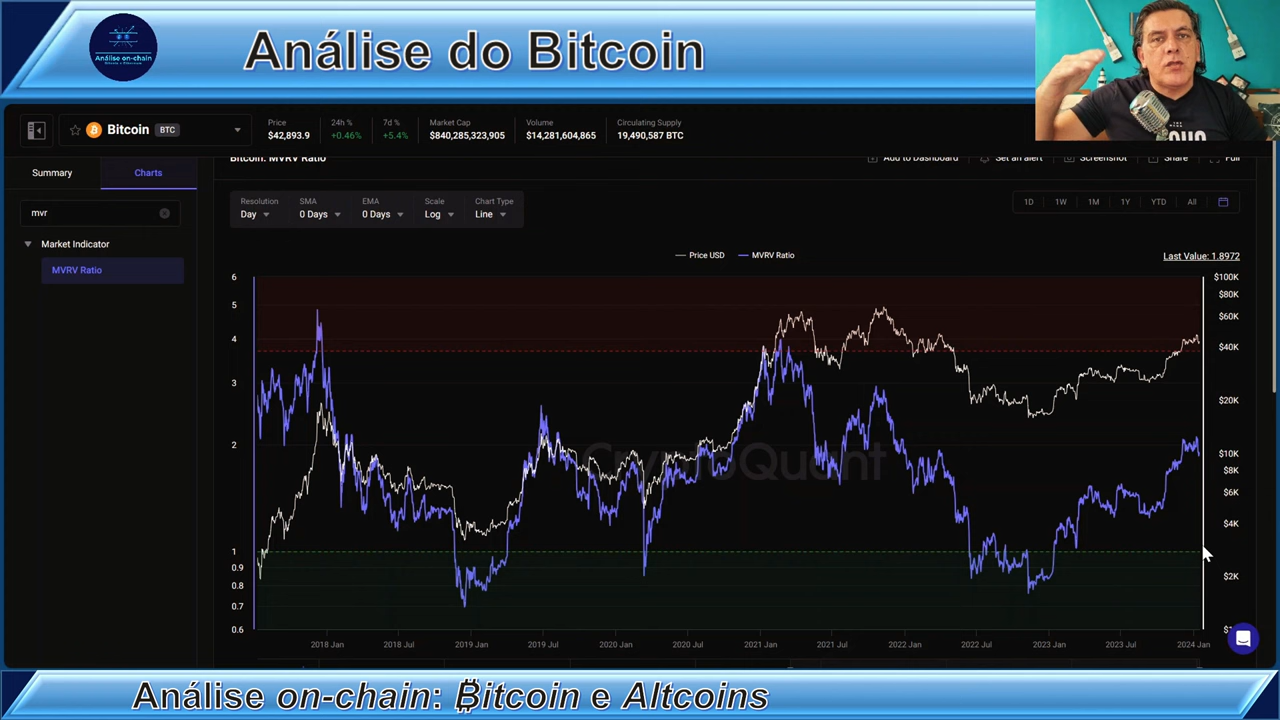 Análise do Bitcoin
Análise on-chain
Bitcoin BTC
Price 24h % 7d % Market Cap Volume Circulating Supply
$42,893.9 +0.46% +5.4% $840,285,323,905 $14,281,604,865 19,490,587 BTC
Summary Charts
Bitcoin: MVRV Ratio
Add to Dashboard Set an alert Screenshot Share Full
mvr
Resolution SMA EMA Scale Chart Type
Day 0 Days 0 Days Log Line
1D 1W 1M 1Y YTD All
Market Indicator
MVRV Ratio
Price USD MVRV Ratio
Last Value: 1.8972
6 $100K
5 $80K
$60K
4 $40K
3
$20K
2
$10K
$8K
$6K
$4K
1
0.9 $2K
0.8
0.7
0.6
CryptoQuant
2018 Jan 2018 Jul 2019 Jan 2019 Jul 2020 Jan 2020 Jul 2021 Jan 2021 Jul 2022 Jan 2022 Jul 2023 Jan 2023 Jul 2024 Jan
Análise on-chain: ₿itcoin e Altcoins